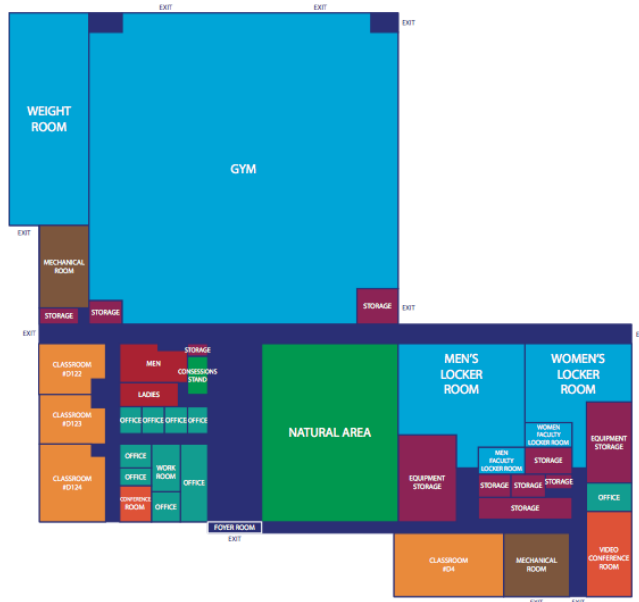 EXIT
EXIT
EXIT
WEIGHT
ROOM
GYM
EXIT
MECHANICAL
ROOM
STORAGE
STORAGE
STORAGE
EXIT
EXIT
E
CLASSROOM
#D122
MEN
STORAGE
CONSESSIONS
STAND
LADIES
CLASSROOM
#D123
OFFICE
OFFICE
OFFICE
OFFICE
NATURAL AREA
MEN'S
LOCKER
ROOM
WOMEN'S
LOCKER
ROOM
WOMEN
FACULTY
LOCKER ROOM
EQUIPMENT
STORAGE
CLASSROOM
#D124
OFFICE
OFFICE
WORK
ROOM
OFFICE
CONFERENCE
ROOM
OFFICE
EQUIPMENT
STORAGE
MEN
FACULTY
LOCKER ROOM
STORAGE
STORAGE
STORAGE
STORAGE
STORAGE
OFFICE
FOYER ROOM
EXIT
CLASSROOM
#D4
MECHANICAL
ROOM
VIDEO
CONFERENCE
ROOM
EXIT
EXIT